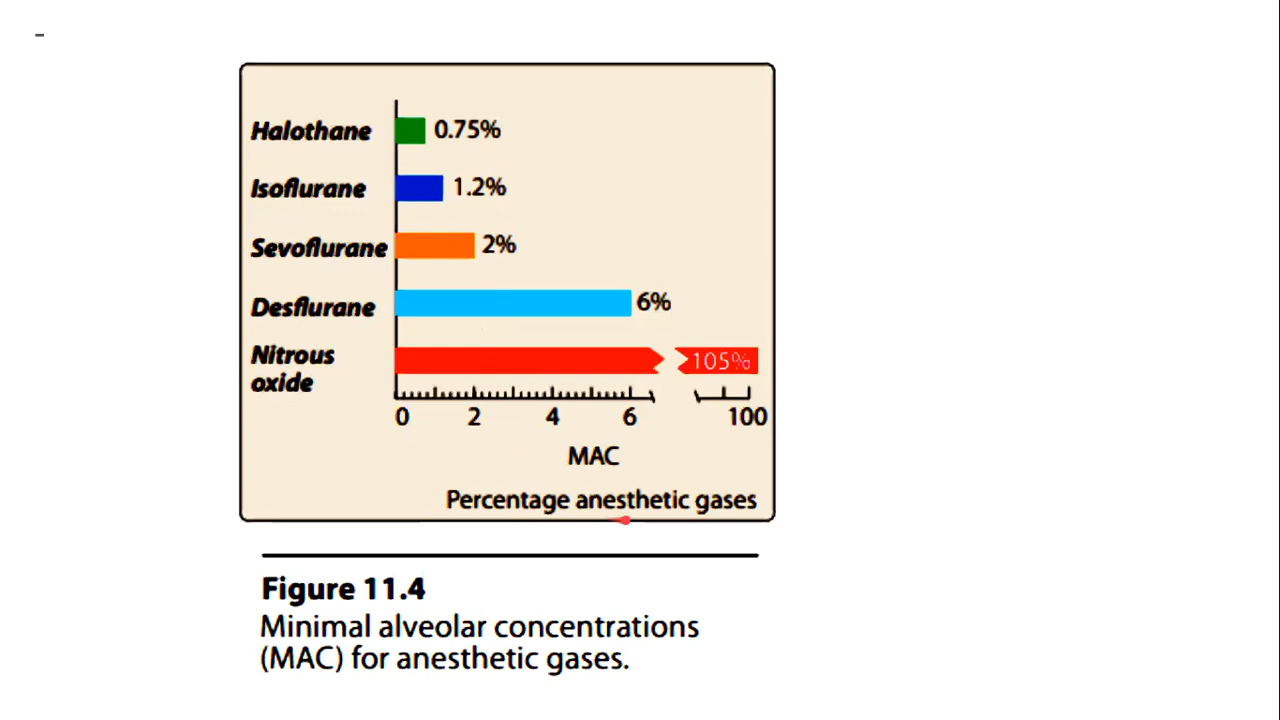 -
Halothane 0.75%
Isoflurane 1.2%
Sevoflurane 2%
Desflurane 6%
Nitrous
oxide
105%
0 2 4 6 100
MAC
Percentage anesthetic gases
Figure 11.4
Minimal alveolar concentrations
(MAC) for anesthetic gases.